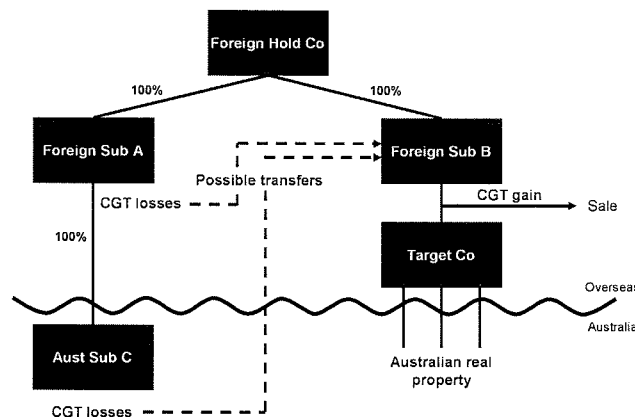 Foreign Hold Co
100%
100%
Foreign Sub A
Foreign Sub B
Possible transfers
CGT losses
CGT gain
Sale
100%
Target Co
Overseas
Australia
Aust Sub C
Australian real
property
CGT losses